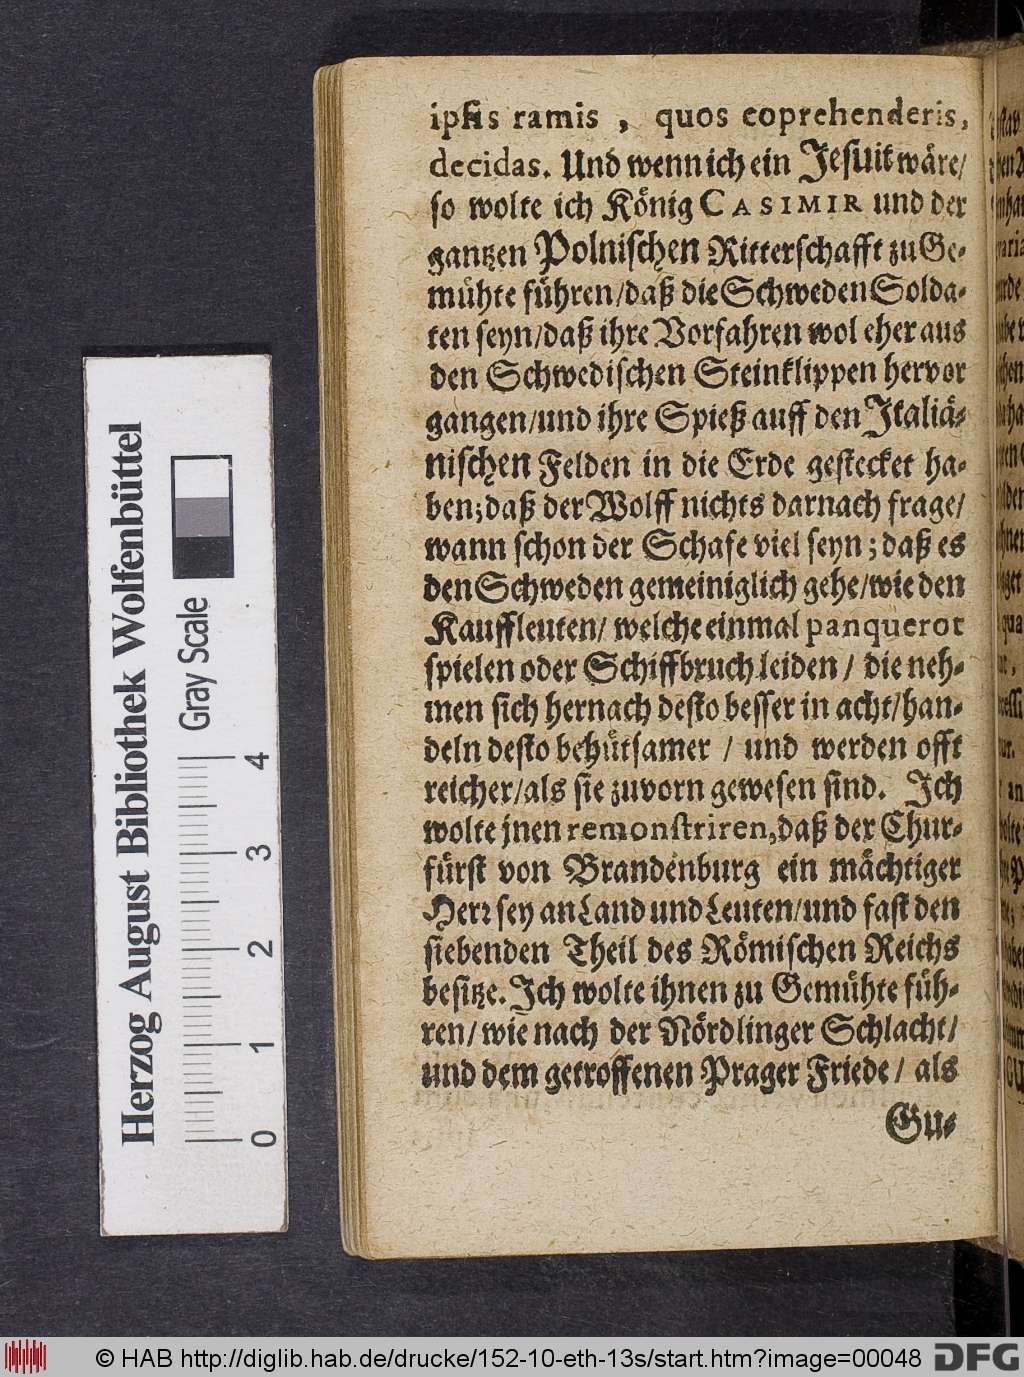 ipſis ramis , quos coprehenderis,
decidas. Und wenn ich ein Jeſuit wäre/
ſo wolte ich König CASIMIR und der
gantzen Polniſchen Ritterſchafft zu Ge-
mühte führen/daß die Schweden Solda-
ten ſeyn/daß ihre Vorfahren wol eher aus
den Schwediſchen Steinklippen hervor
gangen/und ihre Spieß auff den Italiä-
niſchen Felden in die Erde geſtecket ha-
ben;daß der Wolff nichts darnach frage/
wann ſchon der Schafe viel ſeyn;daß es
den Schweden gemeiniglich gehe/wie den
Kauffleuten/ welche einmal panquerot
ſpielen oder Schiffbruch leiden / die neh-
men ſich hernach deſto beſſer in acht/han-
deln deſto behütſamer / und werden offt
reicher/als ſie zuvorn geweſen ſind. Ich
wolte jnen remonſtriren,daß der Chur-
fürſt von Brandenburg ein mächtiger
Herꝛ ſey an Land und Leuten/und faſt den
ſiebenden Theil des Römiſchen Reichs
beſitze. Ich wolte ihnen zu Gemühte füh-
ren/ wie nach der Nördlinger Schlacht/
und dem getroffenen Prager Friede/ als
Gu-
Herzog August Bibliothek Wolfenbüttel
Gray Scale
0 1 2 3 4
© HAB http://diglib.hab.de/drucke/152-10-eth-13s/start.htm?image=00048
DFG